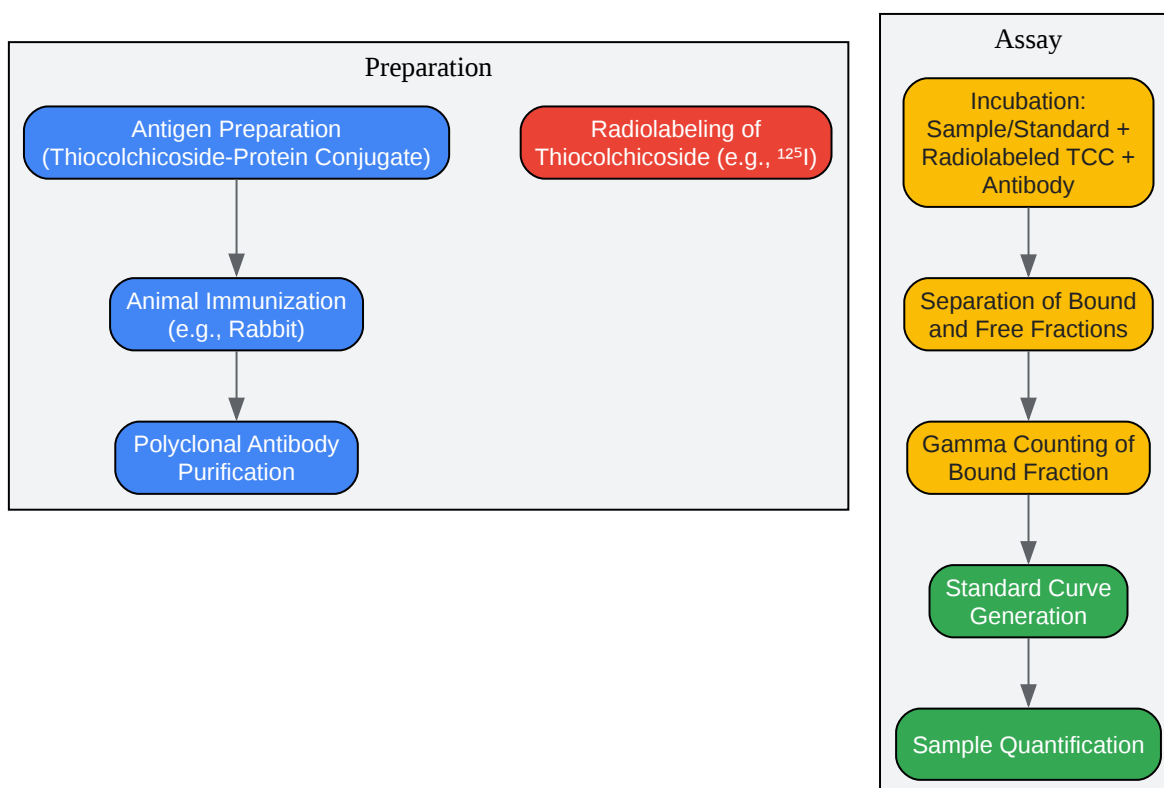 Preparation
Antigen Preparation
(Thiocolchicoside-Protein Conjugate)
Radiolabeling of
Thiocolchicoside (e.g., ¹²⁵I)
Animal Immunization
(e.g., Rabbit)
Polyclonal Antibody
Purification
Assay
Incubation:
Sample/Standard +
Radiolabeled TCC +
Antibody
Separation of Bound
and Free Fractions
Gamma Counting of
Bound Fraction
Standard Curve
Generation
Sample Quantification